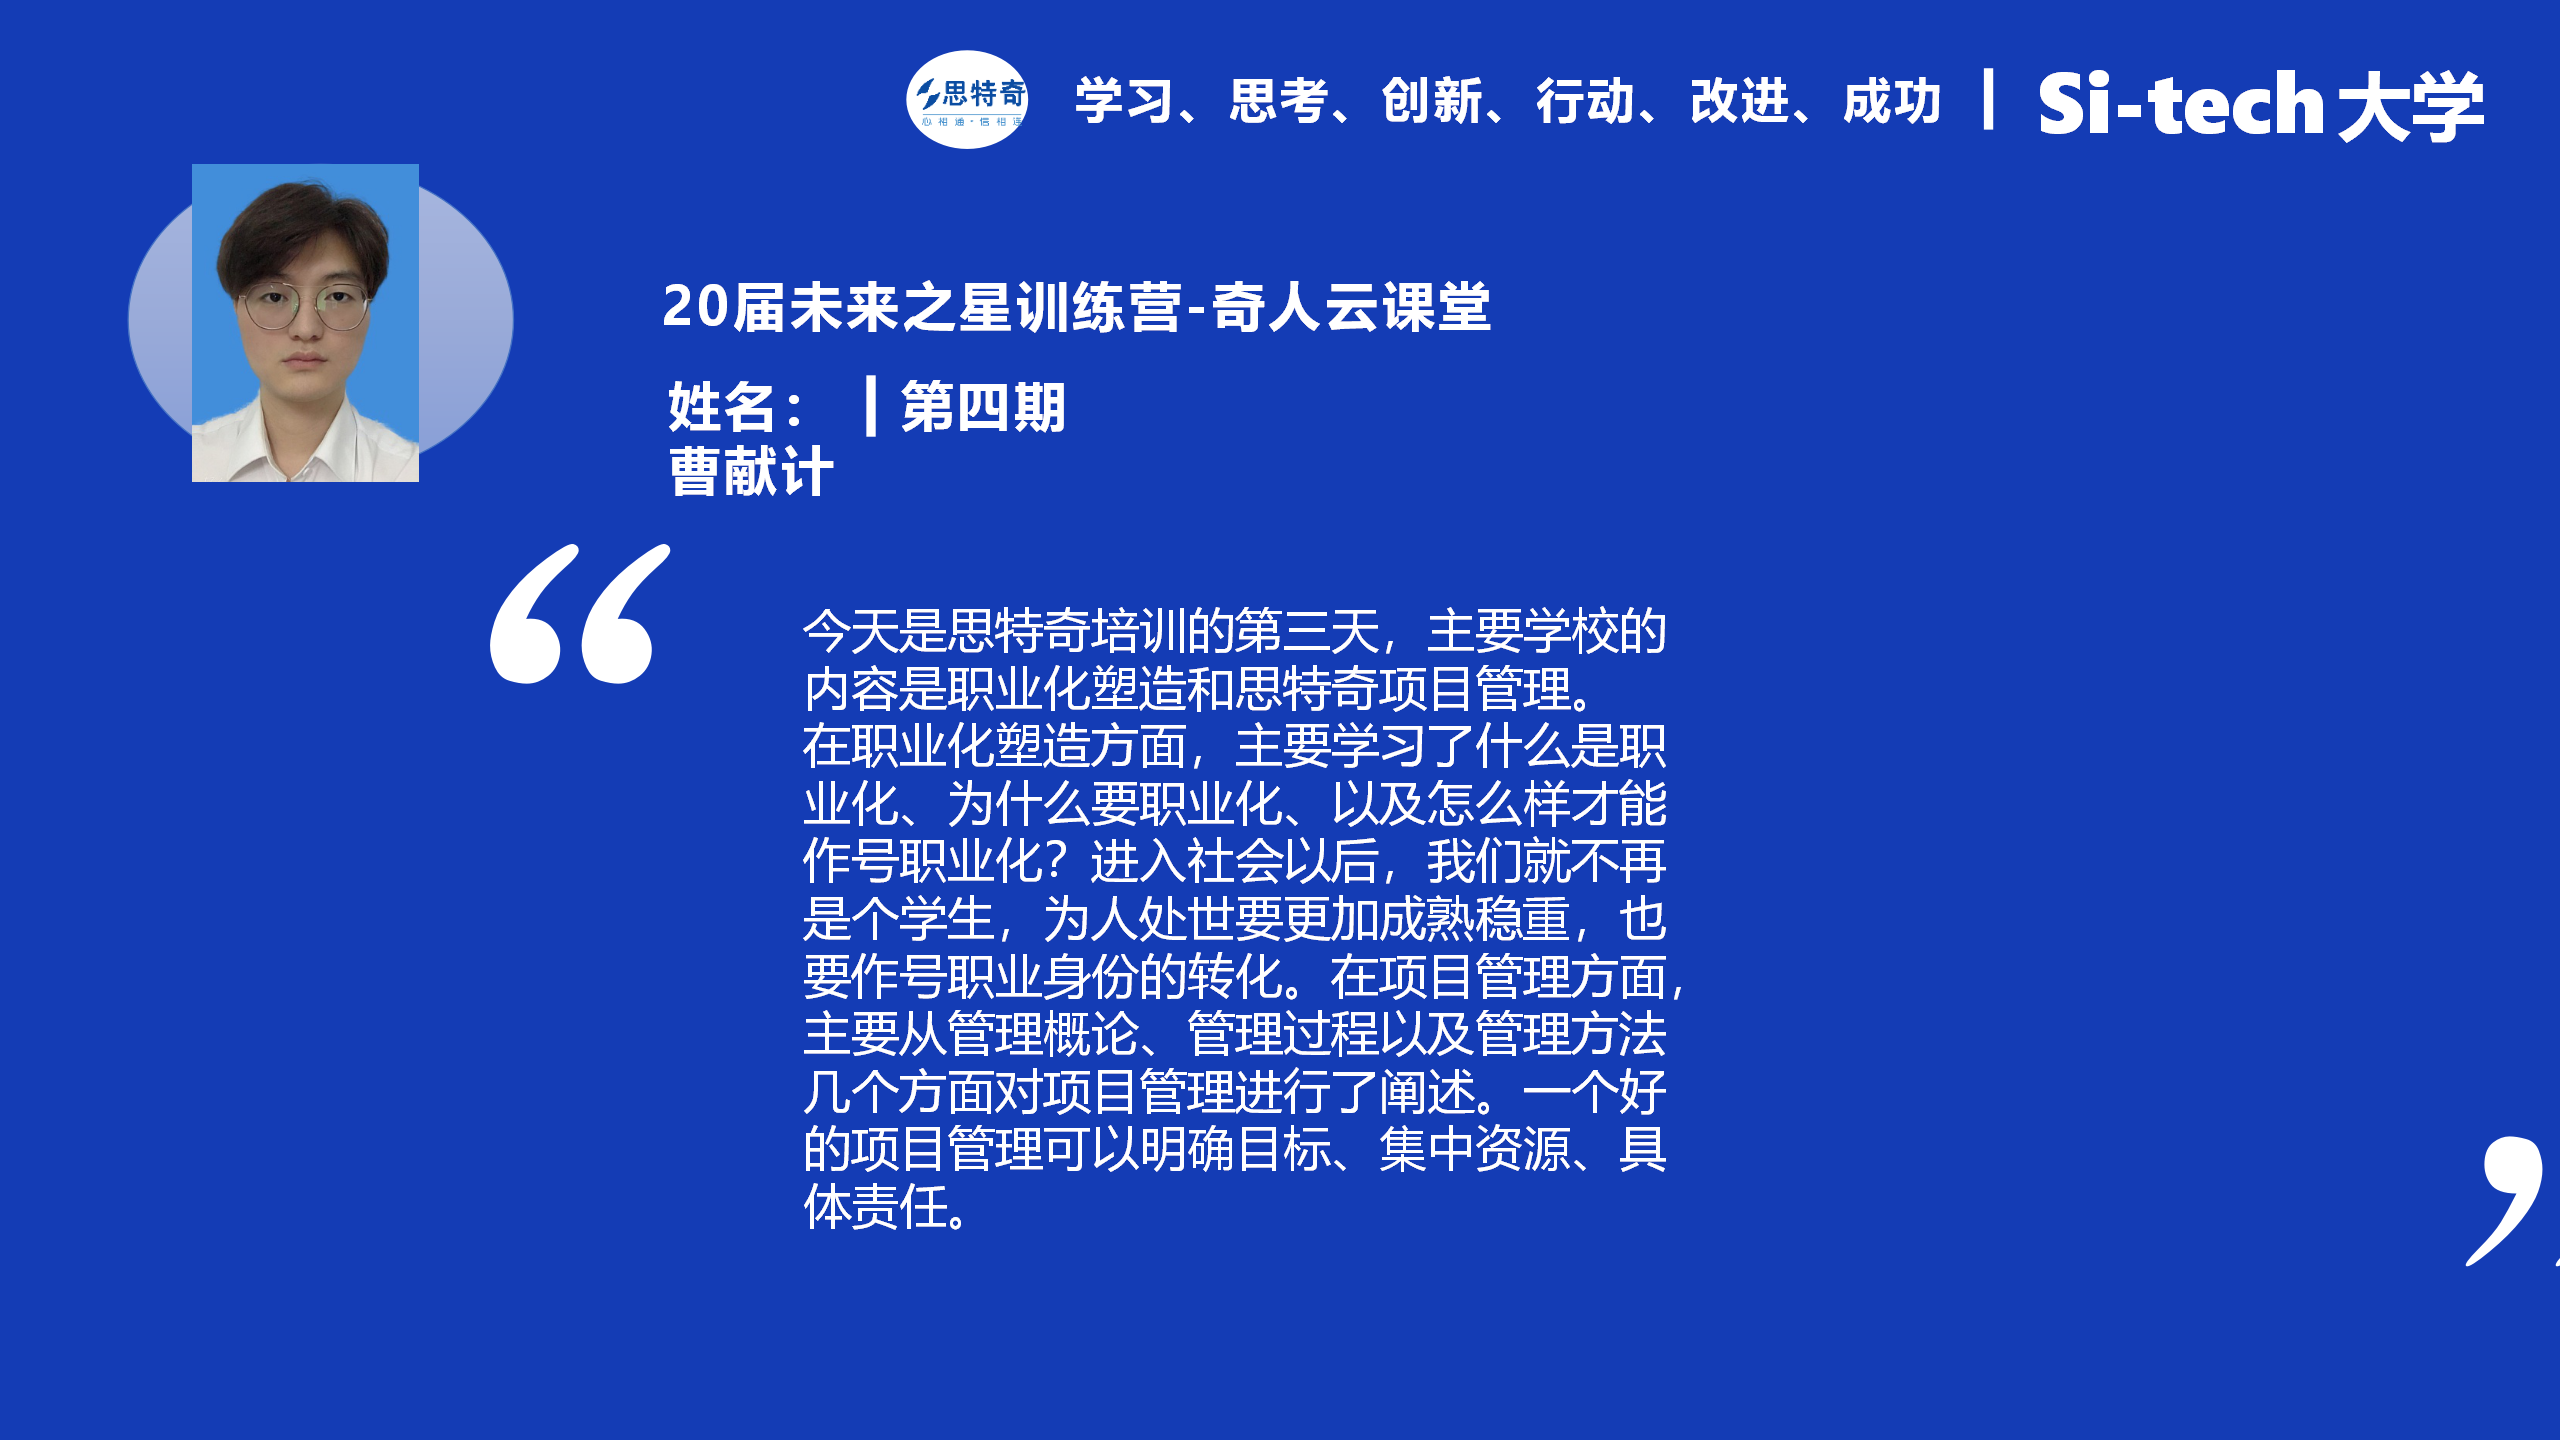 思特奇
心相通·信相连
学习、思考、创新、行动、改进、成功 | Si-tech大学
20届未来之星训练营-奇人云课堂
姓名： | 第四期
曹献计
“
今天是思特奇培训的第三天，主要学校的
内容是职业化塑造和思特奇项目管理。
在职业化塑造方面，主要学习了什么是职
业化、为什么要职业化、以及怎么样才能
作号职业化？进入社会以后，我们就不再
是个学生，为人处世要更加成熟稳重，也
要作号职业身份的转化。在项目管理方面，
主要从管理概论、管理过程以及管理方法
几个方面对项目管理进行了阐述。一个好
的项目管理可以明确目标、集中资源、具
体责任。
”